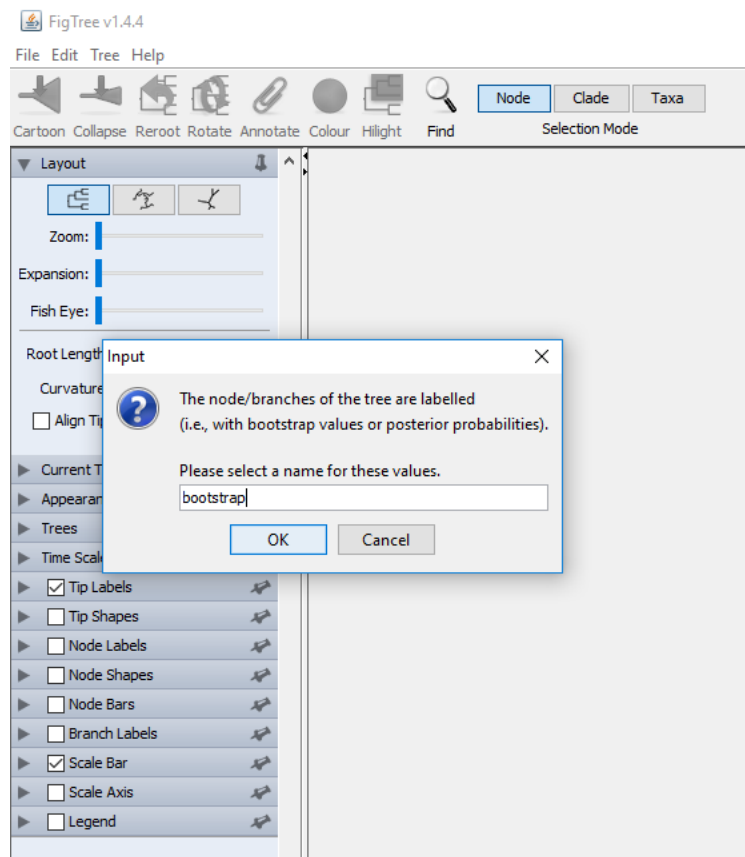 FigTree v1.4.4
File Edit Tree Help
Cartoon Collapse Reroot Rotate Annotate Colour Hilight Find
Node Clade Taxa
Selection Mode
Layout
Zoom:
Expansion:
Fish Eye:
Root Length
Curvature
Align Ti
Input
The node/branches of the tree are labelled
(i.e., with bootstrap values or posterior probabilities).
Please select a name for these values.
bootstrap
OK Cancel
Current T
Appearan
Trees
Time Scal
Tip Labels
Tip Shapes
Node Labels
Node Shapes
Node Bars
Branch Labels
Scale Bar
Scale Axis
Legend